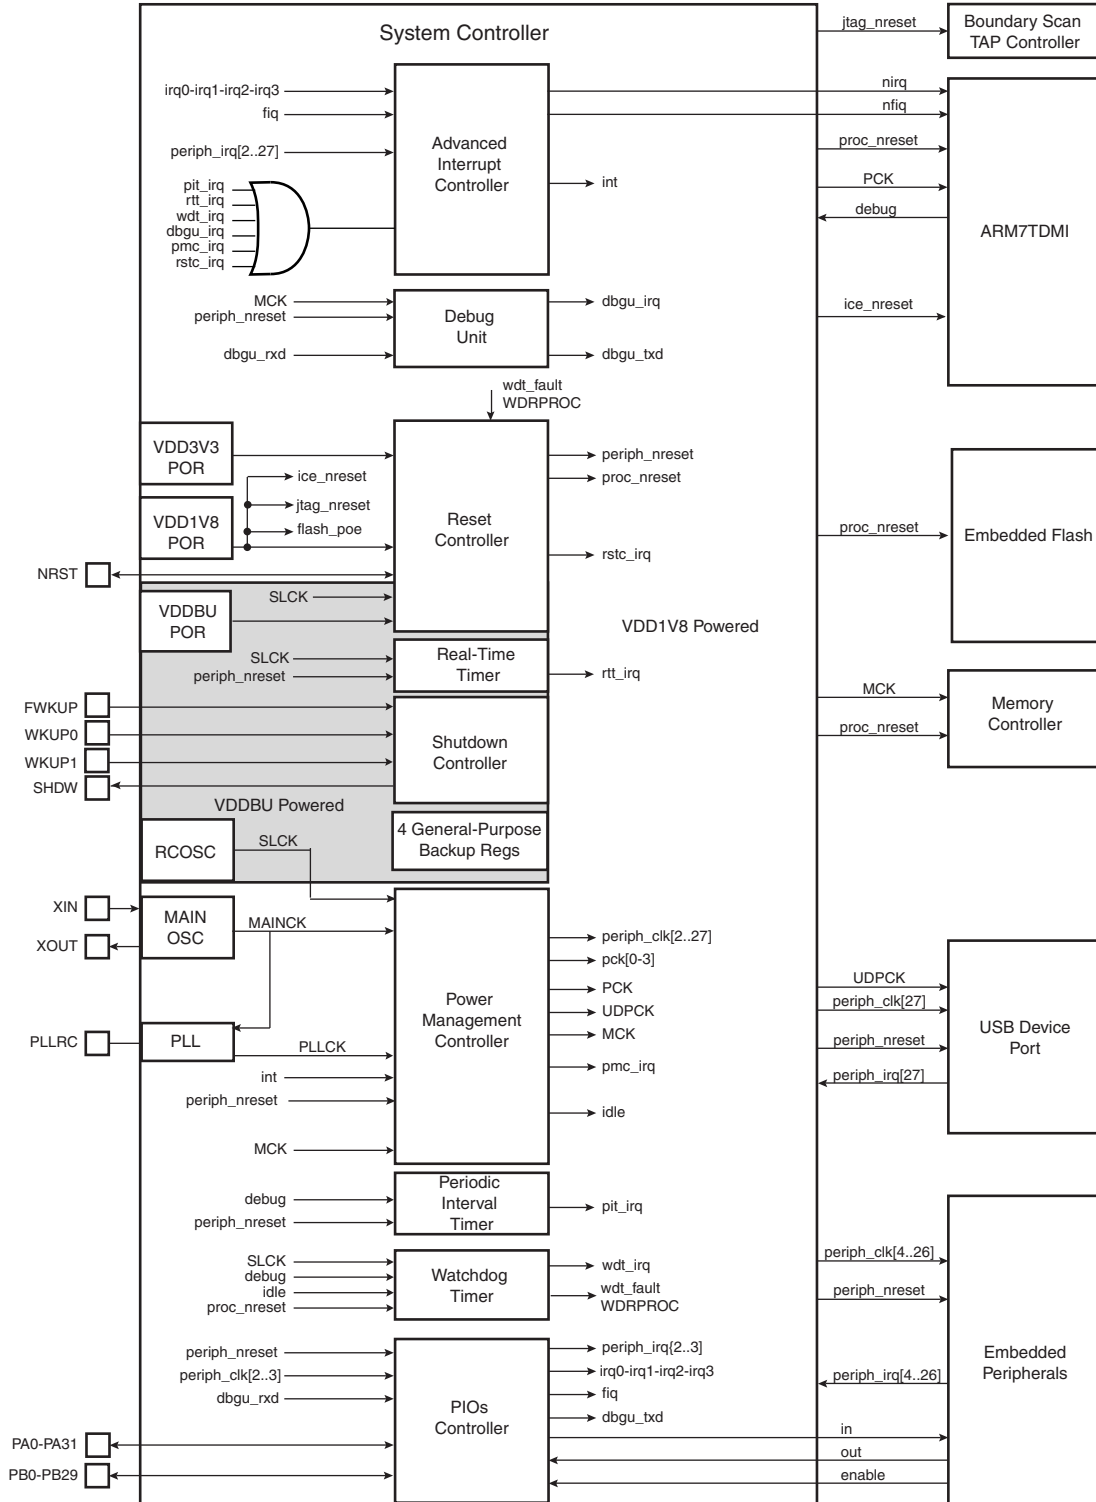 System Controller
jtag_nreset
Boundary Scan
TAP Controller
irq0-irq1-irq2-irq3
fiq
periph_irq[2..27]
pit_irq
rtt_irq
wdt_irq
dbgu_irq
pmc_irq
rstc_irq
Advanced
Interrupt
Controller
int
nirq
nfiq
proc_nreset
PCK
debug
ice_nreset
ARM7TDMI
MCK
periph_nreset
dbgu_rxd
Debug
Unit
dbgu_irq
dbgu_txd
wdt_fault
WDRPROC
VDD3V3
POR
VDD1V8
POR
ice_nreset
jtag_nreset
flash_poe
Reset
Controller
periph_nreset
proc_nreset
rstc_irq
proc_nreset
Embedded Flash
NRST
VDDBU
POR
SLCK
VDD1V8 Powered
SLCK
periph_nreset
Real-Time
Timer
rtt_irq
FWKUP
WKUP0
WKUP1
SHDW
Shutdown
Controller
VDDBU Powered
MCK
proc_nreset
Memory
Controller
RCOSC
SLCK
4 General-Purpose
Backup Regs
XIN
XOUT
MAIN
OSC
MAINCK
PLLRC
PLL
PLLCK
int
periph_nreset
MCK
Power
Management
Controller
periph_clk[2..27]
pck[0-3]
PCK
UDPCK
MCK
pmc_irq
idle
UDPCK
periph_clk[27]
periph_nreset
periph_irq[27]
USB Device
Port
debug
periph_nreset
Periodic
Interval
Timer
pit_irq
SLCK
debug
idle
proc_nreset
Watchdog
Timer
wdt_irq
wdt_fault
WDRPROC
periph_nreset
periph_clk[2..3]
dbgu_rxd
PIOs
Controller
periph_irq{2..3]
irq0-irq1-irq2-irq3
fiq
dbgu_txd
PA0-PA31
PB0-PB29
periph_clk[4..26]
periph_nreset
periph_irq[4..26]
in
out
enable
Embedded
Peripherals